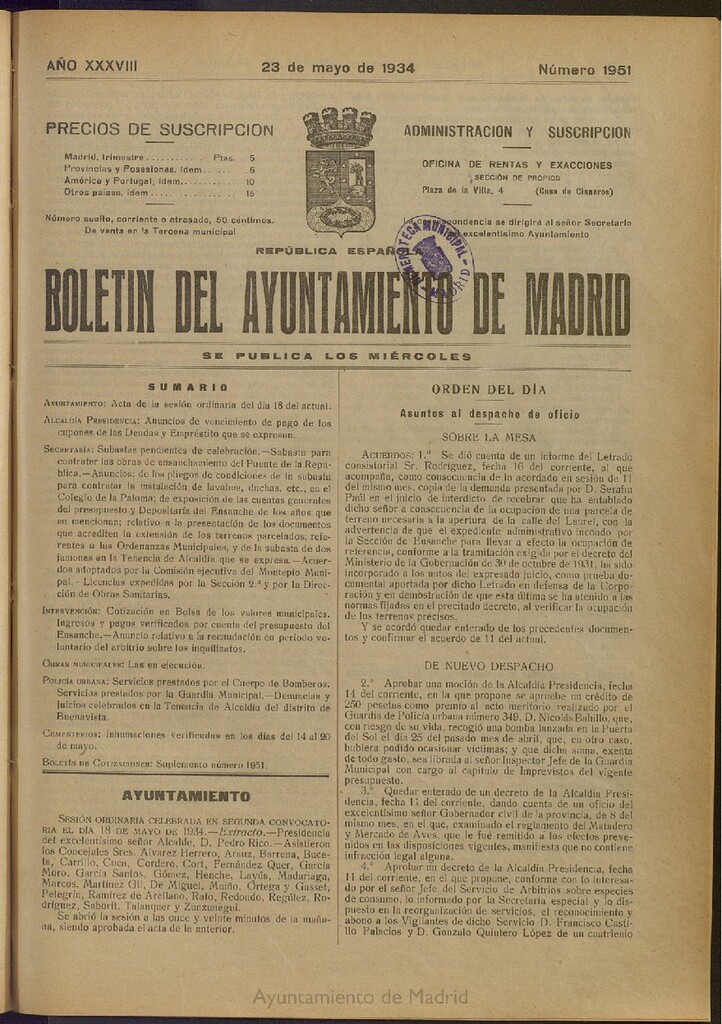 AÑO XXXVIII
23 de mayo de 1934
Número 1951
PRECIOS DE SUSCRIPCION
Madrid, trimestre........... Ptas. 5
Provincias y Posesiones, ídem..... 6
América y Portugal, ídem.......... 10
Otros países, ídem................ 15
Número suelto, corriente o atrasado, 50 céntimos.
De venta en la Tercena municipal
ADMINISTRACION Y SUSCRIPCION
OFICINA DE RENTAS Y EXACCIONES
SECCIÓN DE PROPIOS
Plaza de la Villa, 4 (Casa de Cisneros)
pondencia se dirigirá al señor Secretario
excelentísimo Ayuntamiento
HEMEROTECA MUNICIPAL - MADRID
REPÚBLICA ESPAÑOLA
BOLETIN DEL AYUNTAMIENTO DE MADRID
SE PUBLICA LOS MIÉRCOLES
SUMARIO
AYUNTAMIENTO: Acta de la sesión ordinaria del día 18 del actual.
ALCALDÍA PRESIDENCIA: Anuncios de vencimiento de pago de los
cupones de las Deudas y Empréstito que se expresan.
SECRETARÍA: Subastas pendientes de celebración.—Subasta para
contratar las obras de ensanchamiento del Puente de la Repú-
blica.—Anuncios: de los pliegos de condiciones de la subasta
para contratar la instalación de lavabos, duchas, etc., en el
Colegio de la Paloma; de exposición de las cuentas generales
del presupuesto y Depositaría del Ensanche de los años que
se mencionan; relativo a la presentación de los documentos
que acrediten la extensión de los terrenos parcelados, refe-
rentes a las Ordenanzas Municipales, y de la subasta de dos
jamones en la Tenencia de Alcaldía que se expresa.—Acuer-
dos adoptados por la Comisión ejecutiva del Montepío Muni-
pal.—Licencias expedidas por la Sección 2.ª y por la Direc-
ción de Obras Sanitarias.
INTERVENCIÓN: Cotización en Bolsa de los valores municipales.
Ingresos y pagos verificados por cuenta del presupuesto del
Ensanche.—Anuncio relativo a la recaudación en período vo-
luntario del arbitrio sobre los inquilinatos.
OBRAS MUNICIPALES: Las en ejecución.
POLICÍA URBANA: Servicios prestados por el Cuerpo de Bomberos.
Servicios prestados por la Guardia Municipal.—Denuncias y
juicios celebrados en la Tenencia de Alcaldía del distrito de
Buenavista.
CEMENTERIOS: Inhumaciones verificadas en los días del 14 al 20
de mayo.
BOLETÍN DE COTIZACIONES: Suplemento número 1951.
AYUNTAMIENTO
SESIÓN ORDINARIA CELEBRADA EN SEGUNDA CONVOCATO-
RIA EL DÍA 18 DE MAYO DE 1934.—Extracto.—Presidencia
del excelentísimo señor Alcalde, D. Pedro Rico.—Asistieron
los Concejales Sres. Alvarez Herrero, Arauz, Barrena, Buce-
ta, Carrillo, Coca, Cordero, Cort, Fernández Quer, García
Moro, García Santos, Gómez, Henche, Layús, Madariaga,
Marcos, Martínez Gil, De Miguel, Muiño, Ortega y Gasset,
Pelegrín, Ramírez de Arellano, Rato, Redondo, Regúlez, Ro-
dríguez, Saborit, Talanquer y Zunzunegui.
Se abrió la sesión a las once y veinte minutos de la maña-
na, siendo aprobada el acta de la anterior.
ORDEN DEL DÍA
Asuntos al despacho de oficio
SOBRE LA MESA
ACUERDOS: 1.º Se dió cuenta de un informe del Letrado
consistorial Sr. Rodríguez, fecha 16 del corriente, al que
acompaña, como consecuencia de lo acordado en sesión de 11
del mismo mes, copia de la demanda presentada por D. Serafín
Paúl en el juicio de interdicto de recobrar que ha entablado
dicho señor a consecuencia de la ocupación de una parcela de
terreno necesaria a la apertura de la calle del Laurel, con la
advertencia de que el expediente administrativo incoado por
la Sección de Ensanche para llevar a efecto la ocupación de
referencia, conforme a la tramitación exigida por el decreto del
Ministerio de la Gobernación de 30 de octubre de 1931, ha sido
incorporado a los autos del expresado juicio, como prueba do-
cumental aportada por dicho Letrado en defensa de la Corpo-
ración y en demostración de que esta última se ha atenido a las
normas fijadas en el precitado decreto, al verificar la ocupación
de los terrenos precisos.
Y se acordó quedar enterado de los precedentes documen-
tos y confirmar el acuerdo de 11 del actual.
DE NUEVO DESPACHO
2.º Aprobar una moción de la Alcaldía Presidencia, fecha
14 del corriente, en la que propone se apruebe un crédito de
250 pesetas como premio al acto meritorio realizado por el
Guardia de Policía urbana número 349, D. Nicolás Babillo, que,
con riesgo de su vida, recogió una bomba lanzada en la Puerta
del Sol el día 25 del pasado mes de abril, que, en otro caso,
hubiera podido ocasionar víctimas; y que dicha suma, exenta
de todo gasto, sea librada al señor Inspector Jefe de la Guardia
Municipal con cargo al capítulo de Imprevistos del vigente
presupuesto.
3.º Quedar enterado de un decreto de la Alcaldía Presi-
dencia, fecha 11 del corriente, dando cuenta de un oficio del
excelentísimo señor Gobernador civil de la provincia, de 8 del
mismo mes, en el que, examinado el reglamento del Matadero
y Mercado de Aves, que le fué remitido a los efectos preve-
nidos en las disposiciones vigentes, manifiesta que no contiene
infracción legal alguna.
4.º Aprobar un decreto de la Alcaldía Presidencia, fecha
11 del corriente, en el que propone, conforme con lo interesa-
do por el señor Jefe del Servicio de Arbitrios sobre especies
de consumo, lo informado por la Secretaría especial y lo dis-
puesto en la reorganización de servicios, el reconocimiento y
abono a los Vigilantes de dicho Servicio D. Francisco Casti-
llo Palacios y D. Gonzalo Quintero López de un cuatrienio
Ayuntamiento de Madrid